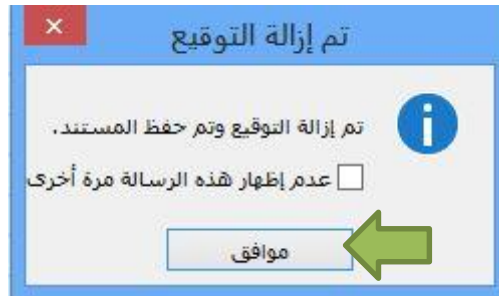 تم إزالة التوقيع
تم إزالة التوقيع وتم حفظ المستند.
عدم إظهار هذه الرسالة مرة أخرى
موافق